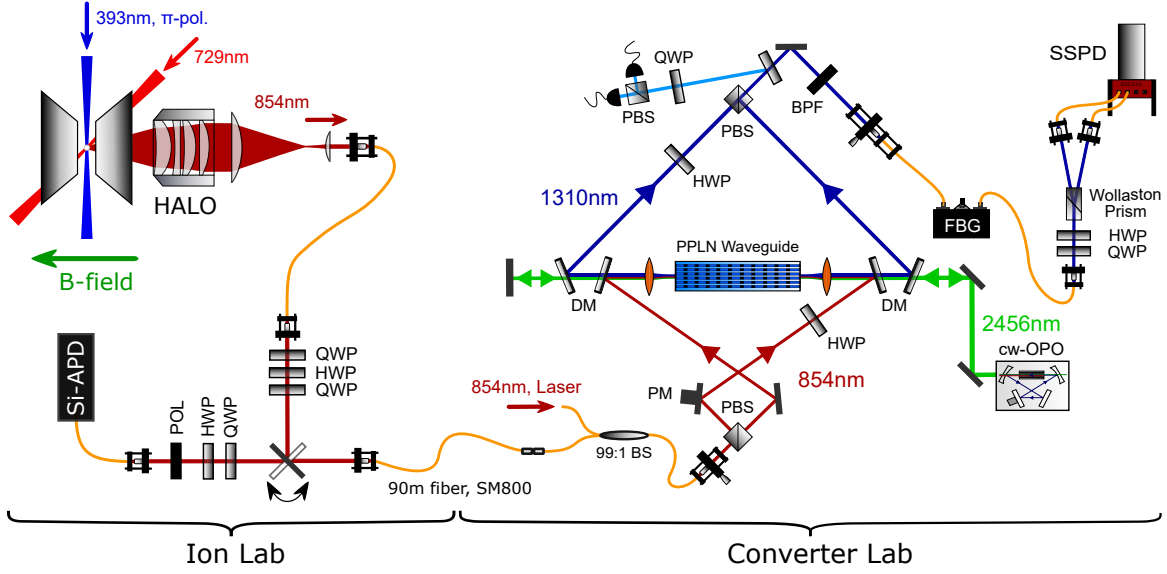 393nm, π-pol.
729nm
854nm
HALO
B-field
Si-APD
POL
HWP
QWP
QWP
HWP
QWP
90m fiber, SM800
Ion Lab
854nm, Laser
99:1 BS
PM
PBS
854nm
HWP
DM
DM
PPLN Waveguide
1310nm
HWP
PBS
QWP
PBS
BPF
2456nm
cw-OPO
FBG
SSPD
Wollaston
Prism
HWP
QWP
Converter Lab